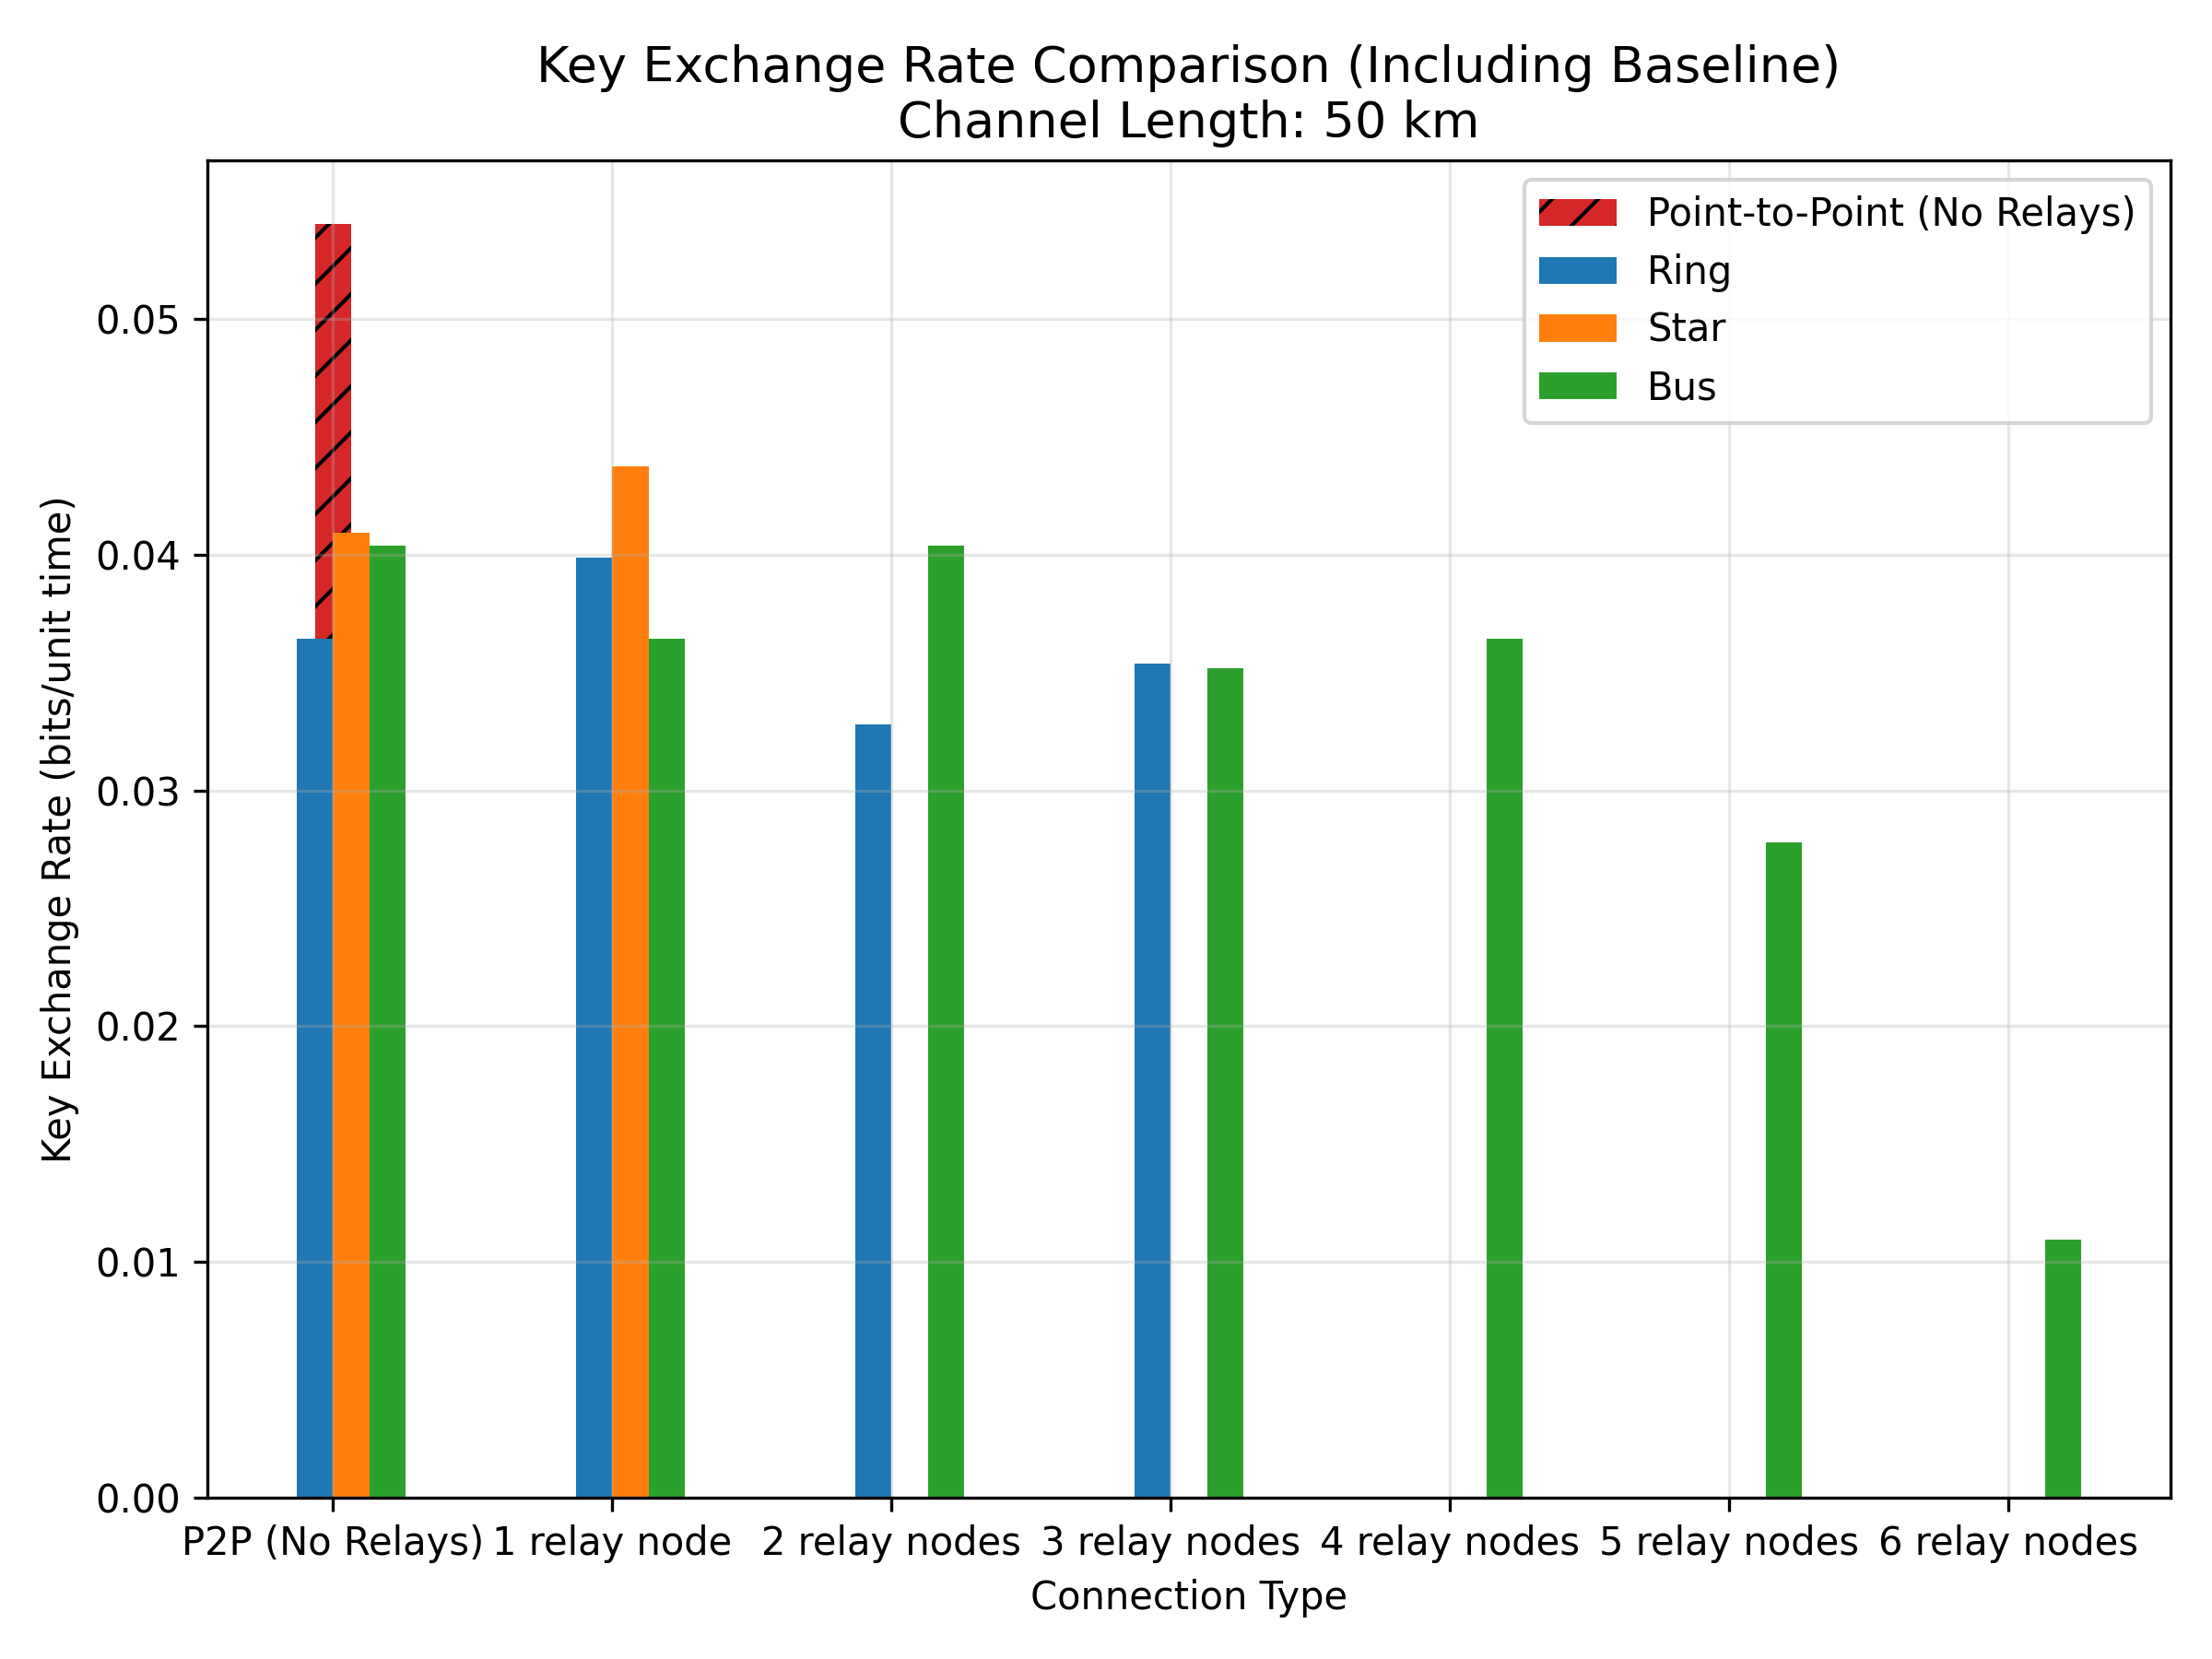 Key Exchange Rate Comparison (Including Baseline)
Channel Length: 50 km
Point-to-Point (No Relays)
Ring
Star
Bus
Key Exchange Rate (bits/unit time)
0.05
0.04
0.03
0.02
0.01
0.00
P2P (No Relays) 1 relay node 2 relay nodes 3 relay nodes 4 relay nodes 5 relay nodes 6 relay nodes
Connection Type